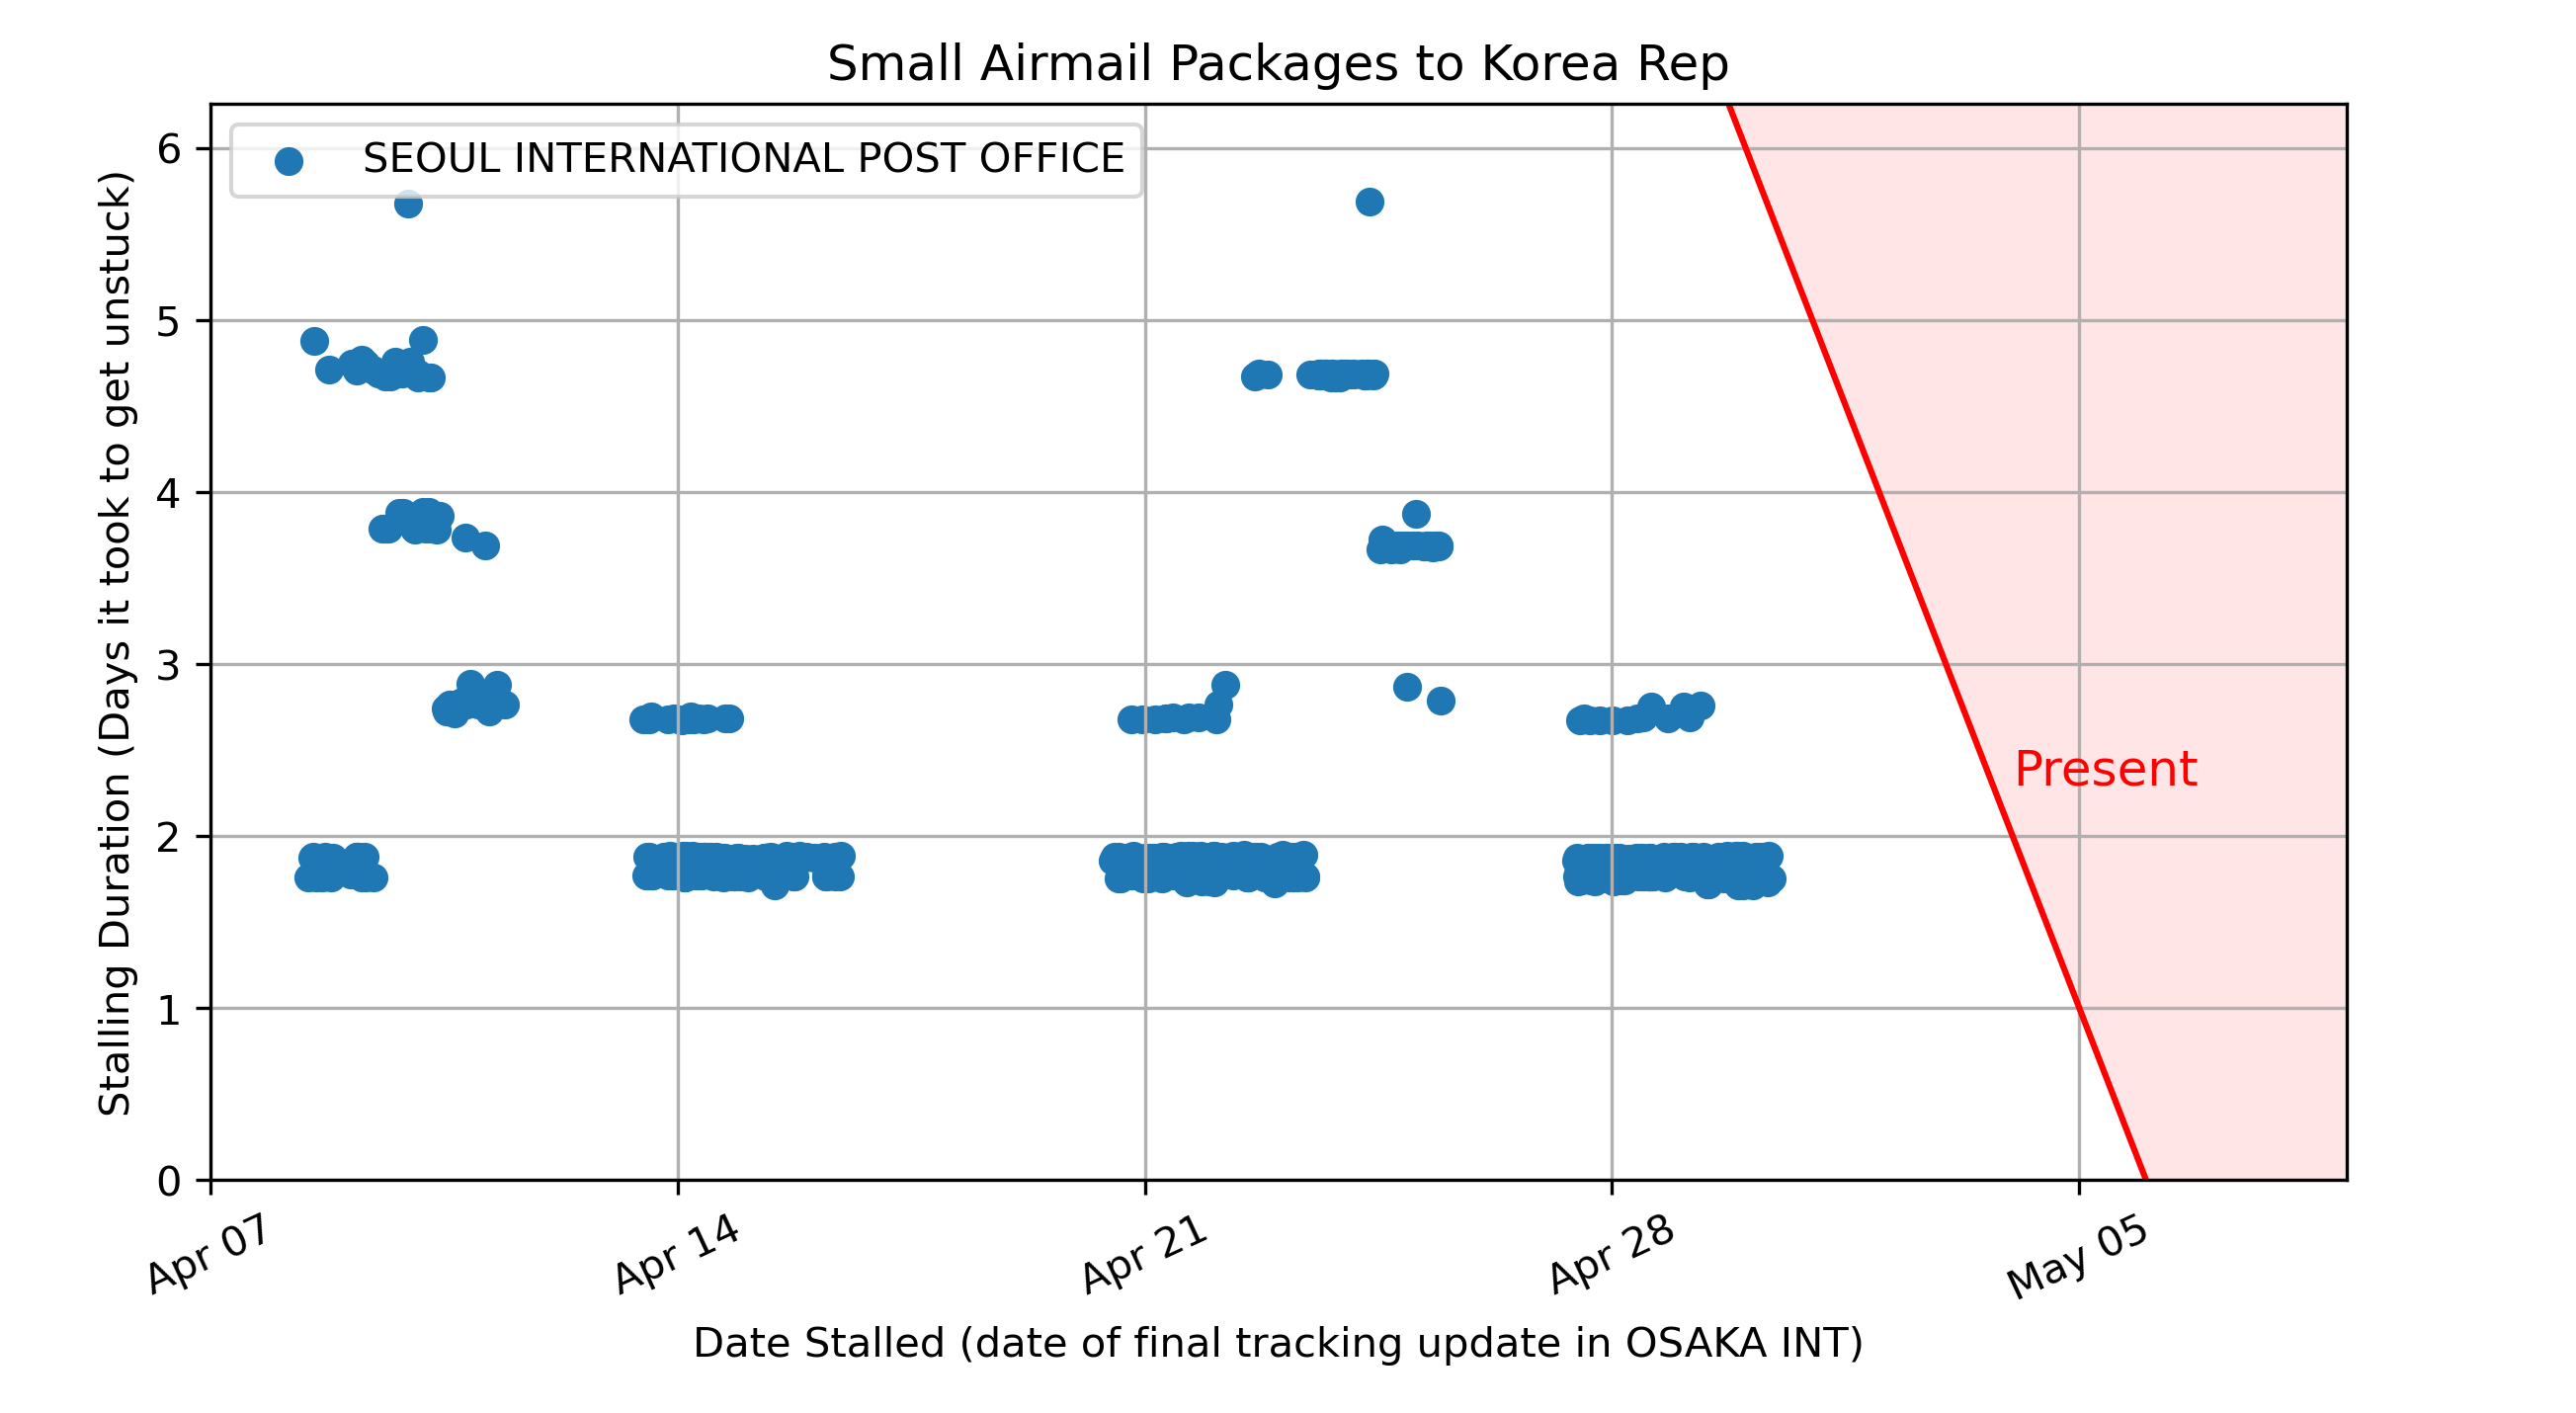 Small Airmail Packages to Korea Rep
SEOUL INTERNATIONAL POST OFFICE
Stalling Duration (Days it took to get unstuck)
6
5
4
3
2
1
0
Present
Apr 07
Apr 14
Apr 21
Apr 28
May 05
Date Stalled (date of final tracking update in OSAKA INT)